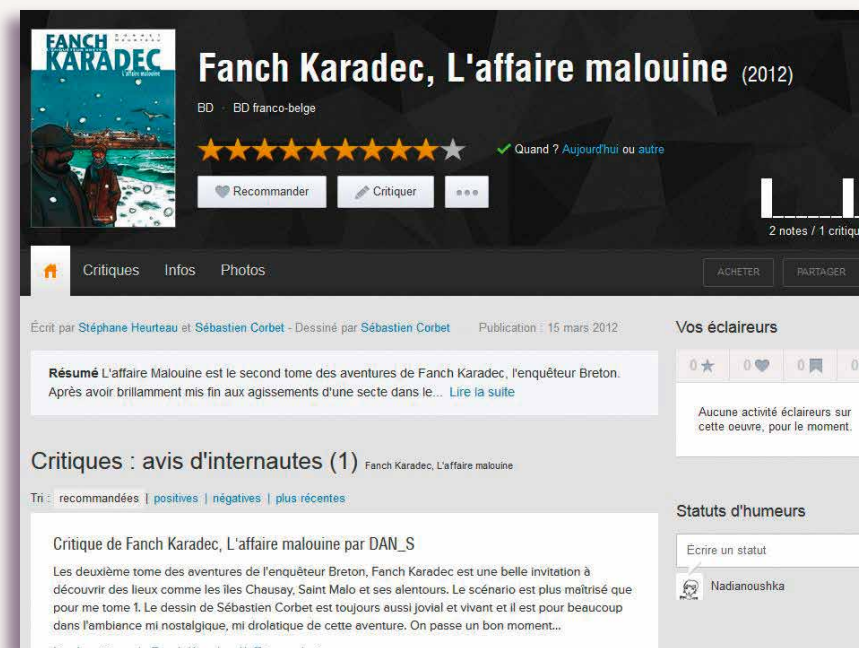 FANCH
KARADEC
L'affaire malouine
Fanch Karadec, L'affaire malouine (2012)
BD · BD franco-belge
Quand ? Aujourd'hui ou autre
Recommander
Critiquer
2 notes / 1 critiqu
Critiques
Infos
Photos
ACHETER
PARTAGER
Écrit par Stéphane Heurteau et Sébastien Corbet - Dessiné par Sébastien Corbet
Publication : 15 mars 2012
Résumé L'affaire Malouine est le second tome des aventures de Fanch Karadec, l'enquêteur Breton.
Après avoir brillamment mis fin aux agissements d'une secte dans le... Lire la suite
Vos éclaireurs
0 0 0 0
Aucune activité éclaireurs sur
cette oeuvre, pour le moment.
Critiques : avis d'internautes (1) Fanch Karadec, L'affaire malouine
Tri : recommandées | positives | négatives | plus récentes
Critique de Fanch Karadec, L'affaire malouine par DAN_S
Les deuxième tome des aventures de l'enquêteur Breton, Fanch Karadec est une belle invitation à
découvrir des lieux comme les îles Chausay, Saint Malo et ses alentours. Le scénario est plus maîtrisé que
pour me tome 1. Le dessin de Sébastien Corbet est toujours aussi jovial et vivant et il est pour beaucoup
dans l'ambiance mi nostalgique, mi drolatique de cette aventure. On passe un bon moment...
Statuts d'humeurs
Écrire un statut
Nadianoushka